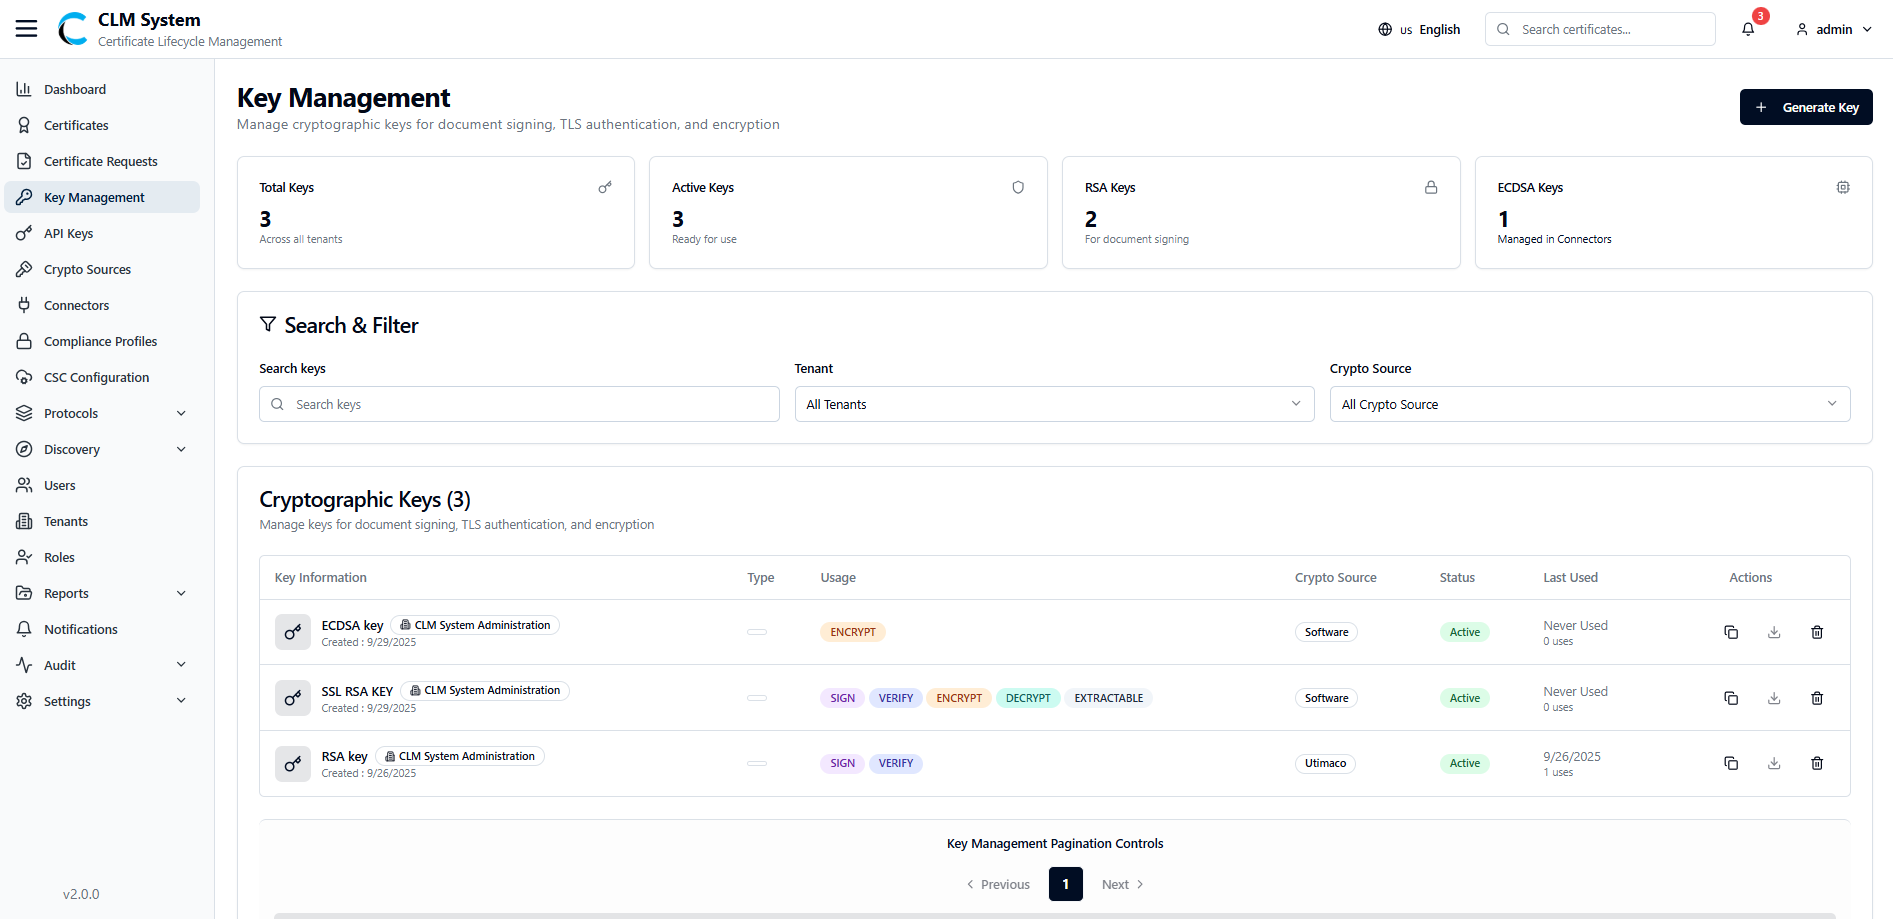 CLM System
Certificate Lifecycle Management
us English
Search certificates...
3
admin
Dashboard
Certificates
Certificate Requests
Key Management
API Keys
Crypto Sources
Connectors
Compliance Profiles
CSC Configuration
Protocols
Discovery
Users
Tenants
Roles
Reports
Notifications
Audit
Settings
v2.0.0
Key Management
Manage cryptographic keys for document signing, TLS authentication, and encryption
Generate Key
Total Keys
3
Across all tenants
Active Keys
3
Ready for use
RSA Keys
2
For document signing
ECDSA Keys
1
Managed in Connectors
Search & Filter
Search keys
Search keys
Tenant
All Tenants
Crypto Source
All Crypto Source
Cryptographic Keys (3)
Manage keys for document signing, TLS authentication, and encryption
Key Information Type Usage Crypto Source Status Last Used Actions
ECDSA key CLM System Administration
Created : 9/29/2025
ENCRYPT
Software
Active
Never Used
0 uses
SSL RSA KEY CLM System Administration
Created : 9/29/2025
SIGN VERIFY ENCRYPT DECRYPT EXTRACTABLE
Software
Active
Never Used
0 uses
RSA key CLM System Administration
Created : 9/26/2025
SIGN VERIFY
Utimaco
Active
9/26/2025
1 uses
Key Management Pagination Controls
Previous 1 Next